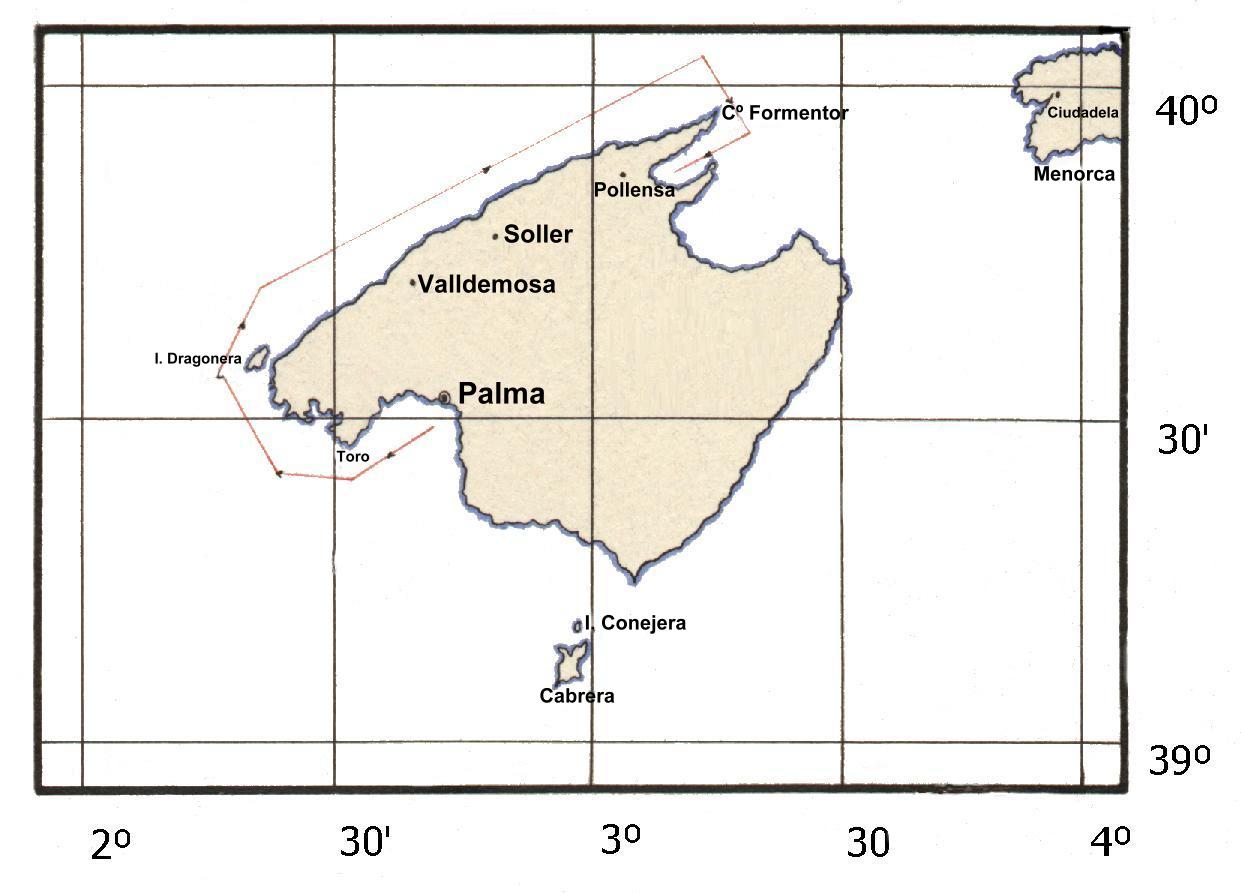 40º
Cº Formentor
Ciudadela
Menorca
Pollensa
Soller
Valldemosa
I. Dragonera
Palma
30'
Toro
I. Conejera
Cabrera
39º
2º
30'
3º
30
4º